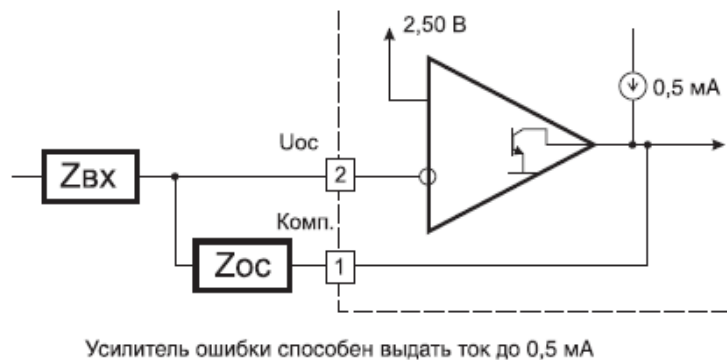 2,50 В
0,5 мА
Uос
Zвх
2
Комп.
Zос
1
Усилитель ошибки способен выдать ток до 0,5 мА